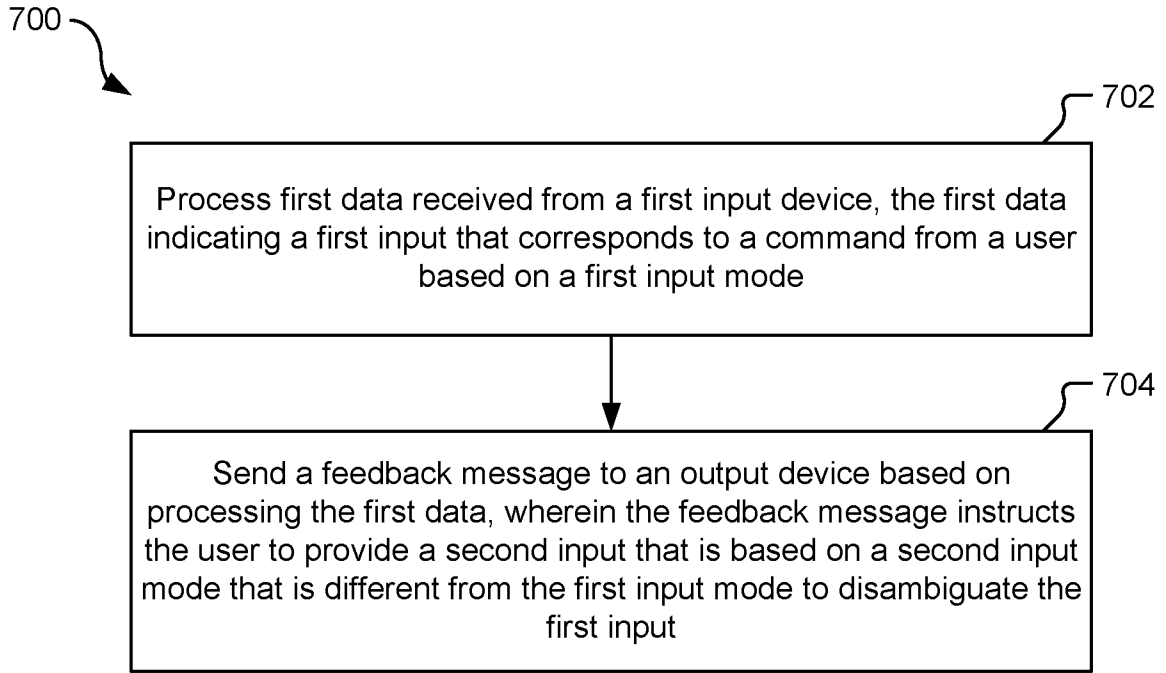 700
702
Process first data received from a first input device, the first data
indicating a first input that corresponds to a command from a user
based on a first input mode
704
Send a feedback message to an output device based on
processing the first data, wherein the feedback message instructs
the user to provide a second input that is based on a second input
mode that is different from the first input mode to disambiguate the
first input